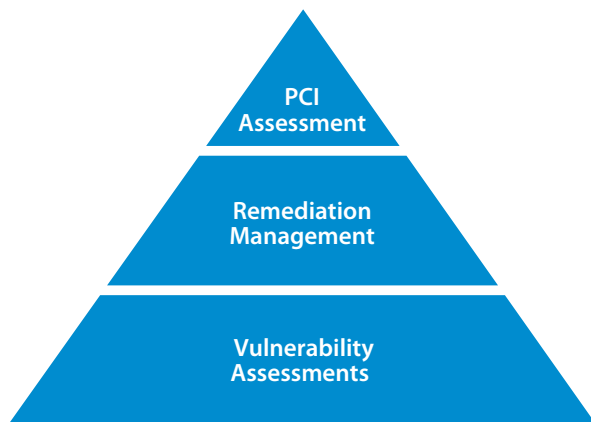 PCI
Assessment
Remediation
Management
Vulnerability
Assessments